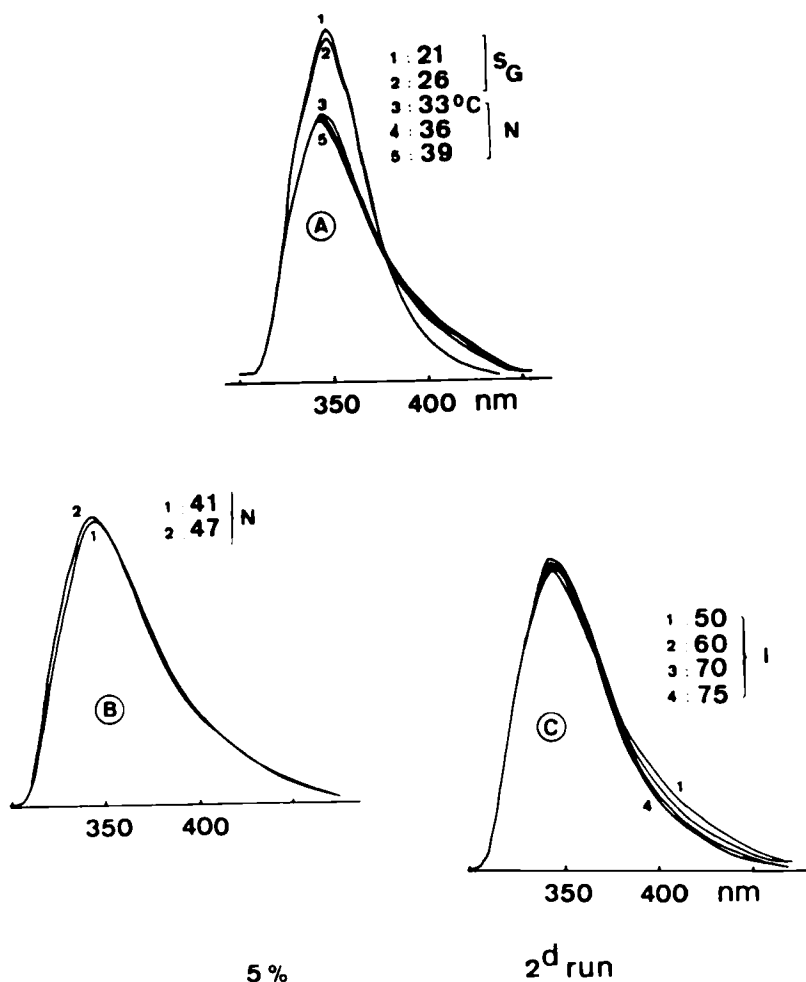 1
2
3
5
A
1 : 21
2 : 26
S_G
3 : 33°C
4 : 36
5 : 39
N
350 400 nm
2
1
B
1 : 41
2 : 47
N
350 400
1 : 50
2 : 60
3 : 70
4 : 75
I
C
1
4
350 400 nm
5 % 2^d run